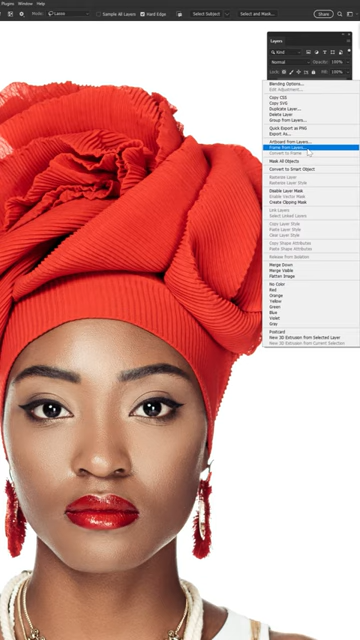 Plugins Window Help
Mode: Lasso Sample All Layers Hard Edge Select Subject Select and Mask...
Share
Layers
Kind
Normal Opacity: 100%
Lock: Fill: 100%
Blending Options...
Edit Adjustment...
Copy CSS
Copy SVG
Duplicate Layer...
Delete Layer
Group from Layers...
Quick Export as PNG
Export As...
Artboard from Layers...
Frame from Layers...
Convert to Frame
Mask All Objects
Convert to Smart Object
Rasterize Layer
Rasterize Layer Style
Disable Layer Mask
Enable Vector Mask
Create Clipping Mask
Link Layers
Select Linked Layers
Copy Layer Style
Paste Layer Style
Clear Layer Style
Copy Shape Attributes
Paste Shape Attributes
Release from Isolation
Merge Down
Merge Visible
Flatten Image
No Color
Red
Orange
Yellow
Green
Blue
Violet
Gray
Postcard
New 3D Extrusion from Selected Layer
New 3D Extrusion from Current Selection